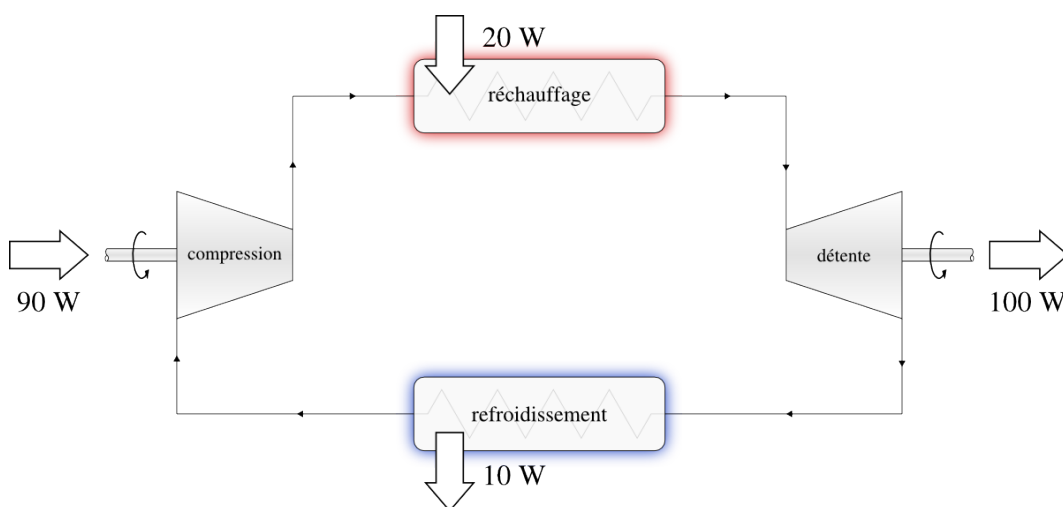 20 W
réchauffage
compression
détente
90 W
100 W
refroidissement
10 W